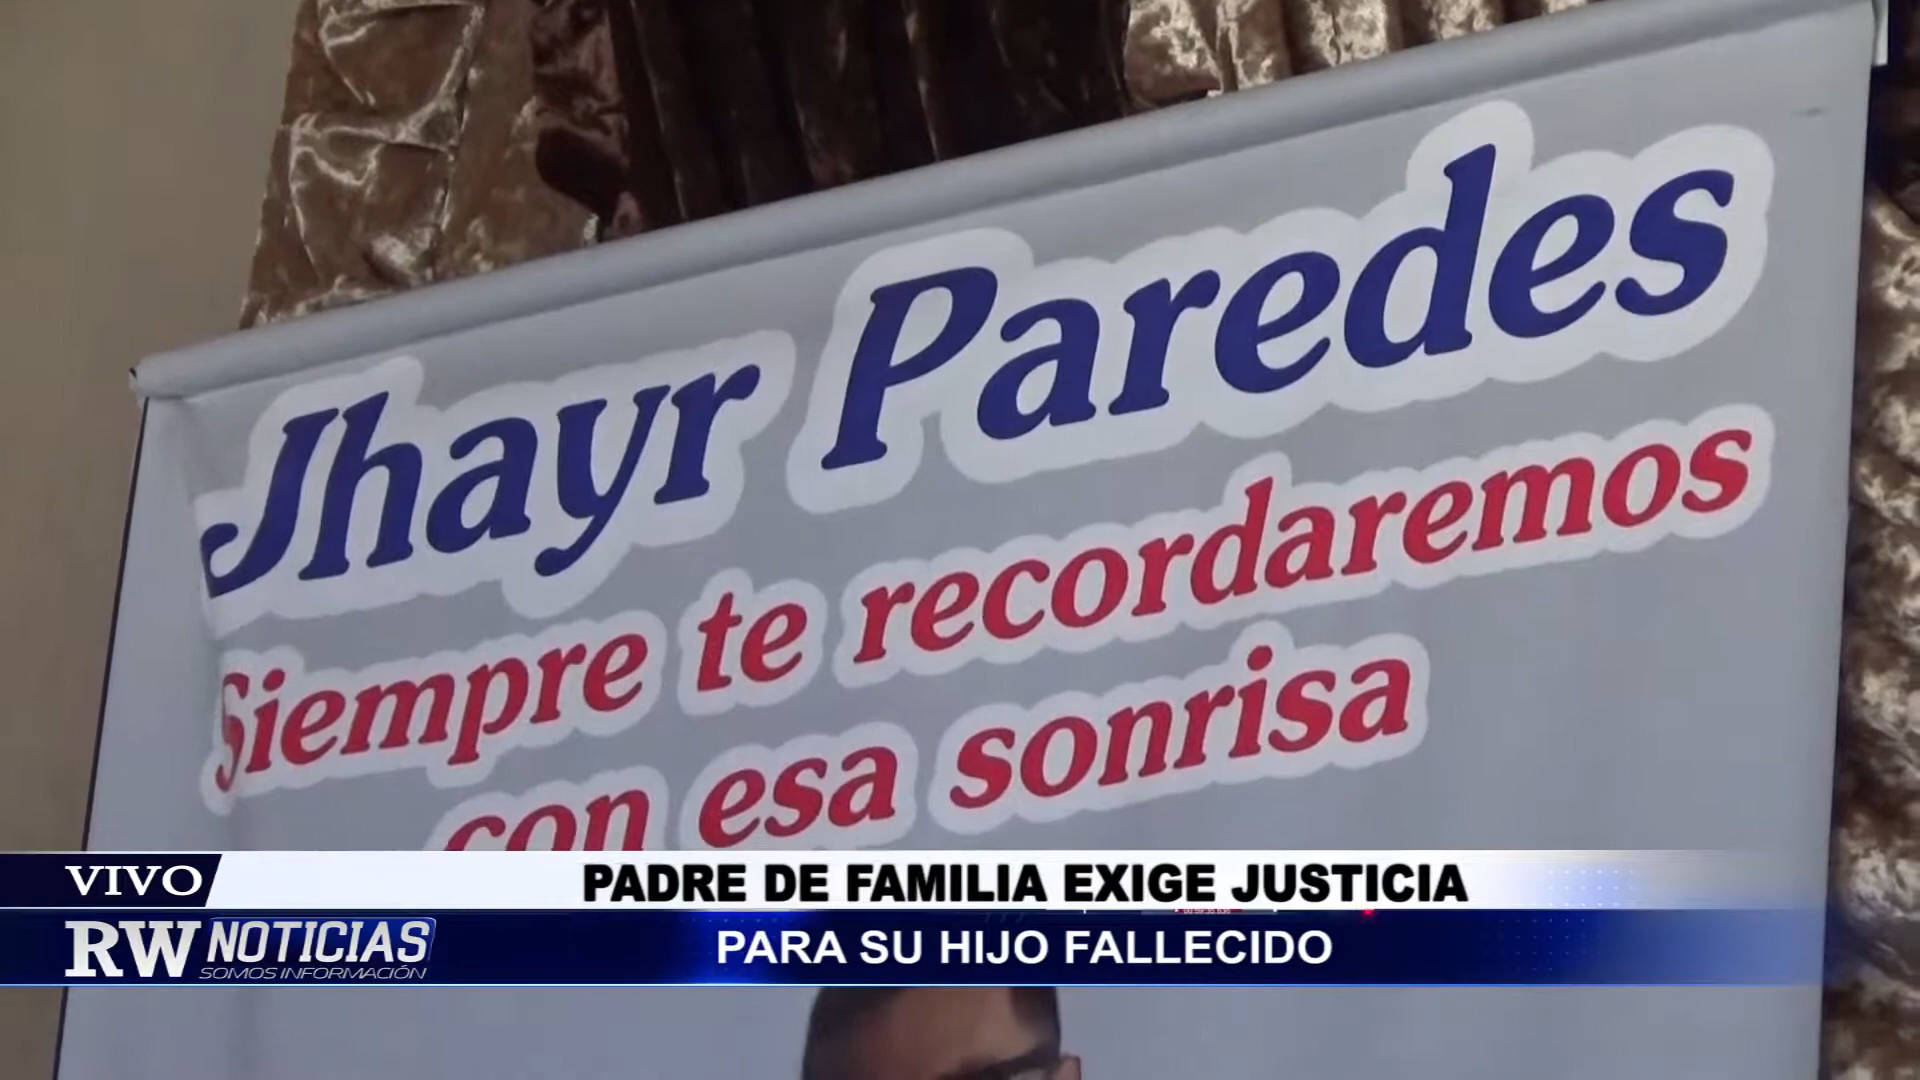 Jhayr Paredes
Siempre te recordaremos
con esa sonrisa
VIVO
PADRE DE FAMILIA EXIGE JUSTICIA
RW NOTICIAS
SOMOS INFORMACIÓN
PARA SU HIJO FALLECIDO